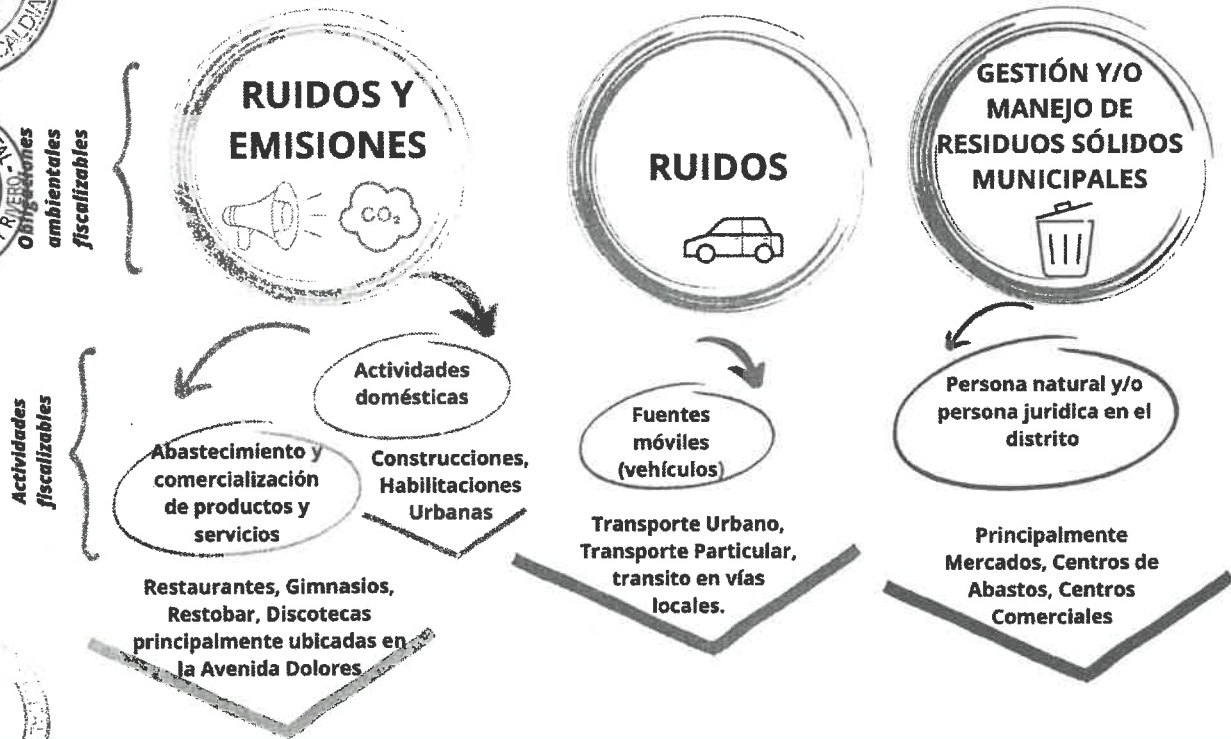 Obligaciones
ambientales
fiscalizables
RUIDOS Y
EMISIONES
CO₂
RUIDOS
GESTIÓN Y/O
MANEJO DE
RESIDUOS SÓLIDOS
MUNICIPALES
Actividades
fiscalizables
Abastecimiento y
comercialización
de productos y
servicios
Restaurantes, Gimnasios,
Restobar, Discotecas
principalmente ubicadas en
la Avenida Dolores
Actividades
domésticas
Construcciones,
Habilitaciones
Urbanas
Fuentes
móviles
(vehículos)
Transporte Urbano,
Transporte Particular,
transito en vías
locales.
Persona natural y/o
persona juridica en el
distrito
Principalmente
Mercados, Centros de
Abastos, Centros
Comerciales